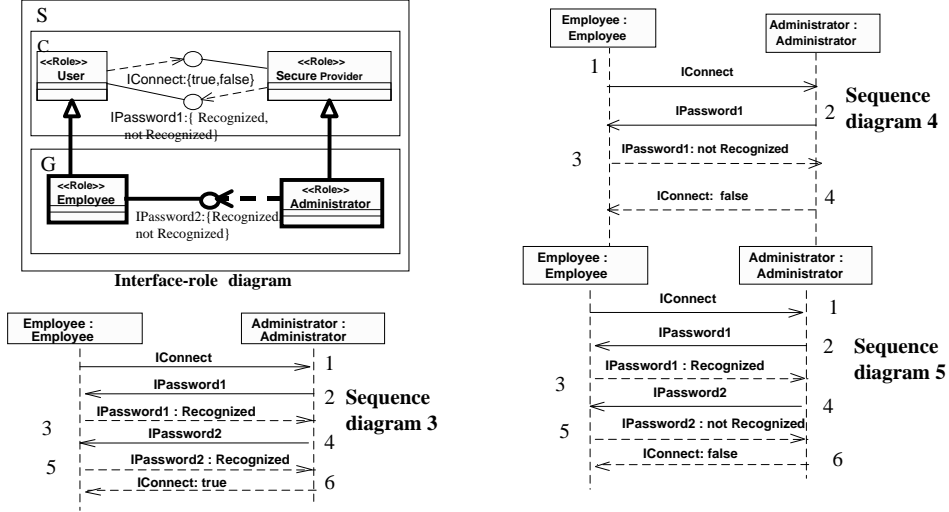 S
C
<<Role>>
User
<<Role>>
Secure Provider
IConnect:{true,false}
IPassword1:{ Recognized,
not Recognized}
G
<<Role>>
Employee
<<Role>>
Administrator
IPassword2:{Recognized,
not Recognized}
Interface-role diagram
Employee :
Employee
Administrator :
Administrator
IConnect
1
IPassword1
2
IPassword1 : Recognized
3
IPassword2
4
IPassword2 : Recognized
5
IConnect: true
6
Sequence
diagram 3
Employee :
Employee
Administrator :
Administrator
1
IConnect
IPassword1
2
3
IPassword1: not Recognized
IConnect: false
4
Sequence
diagram 4
Employee :
Employee
Administrator :
Administrator
IConnect
1
IPassword1
2
IPassword1 : Recognized
3
IPassword2
4
IPassword2 : not Recognized
5
IConnect: false
6
Sequence
diagram 5